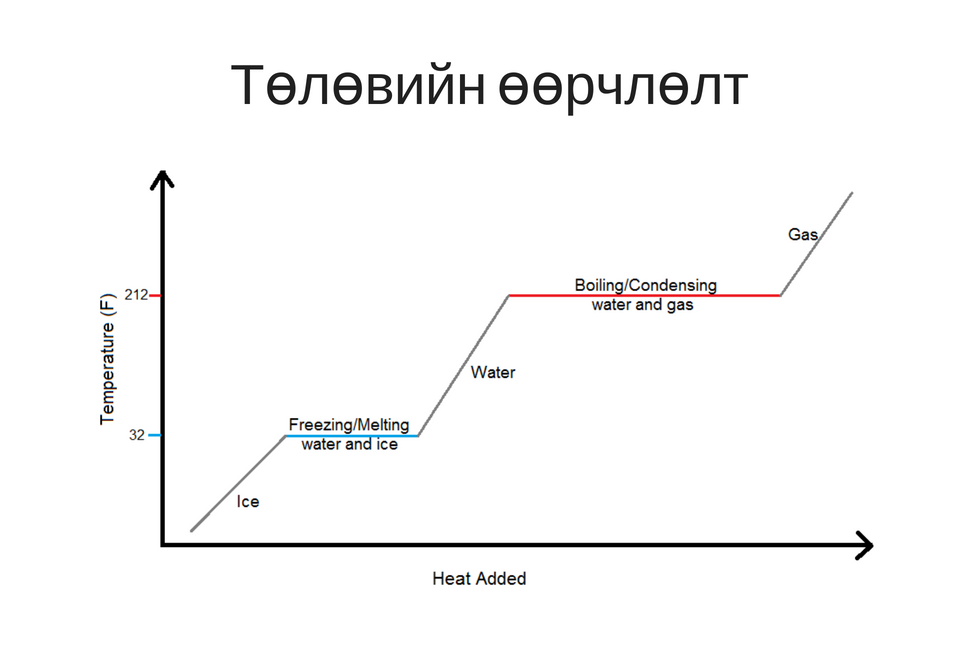 Төлөвийн өөрчлөлт
Gas
212
Boiling/Condensing
water and gas
Temperature (F)
Water
Freezing/Melting
32
water and ice
Ice
Heat Added